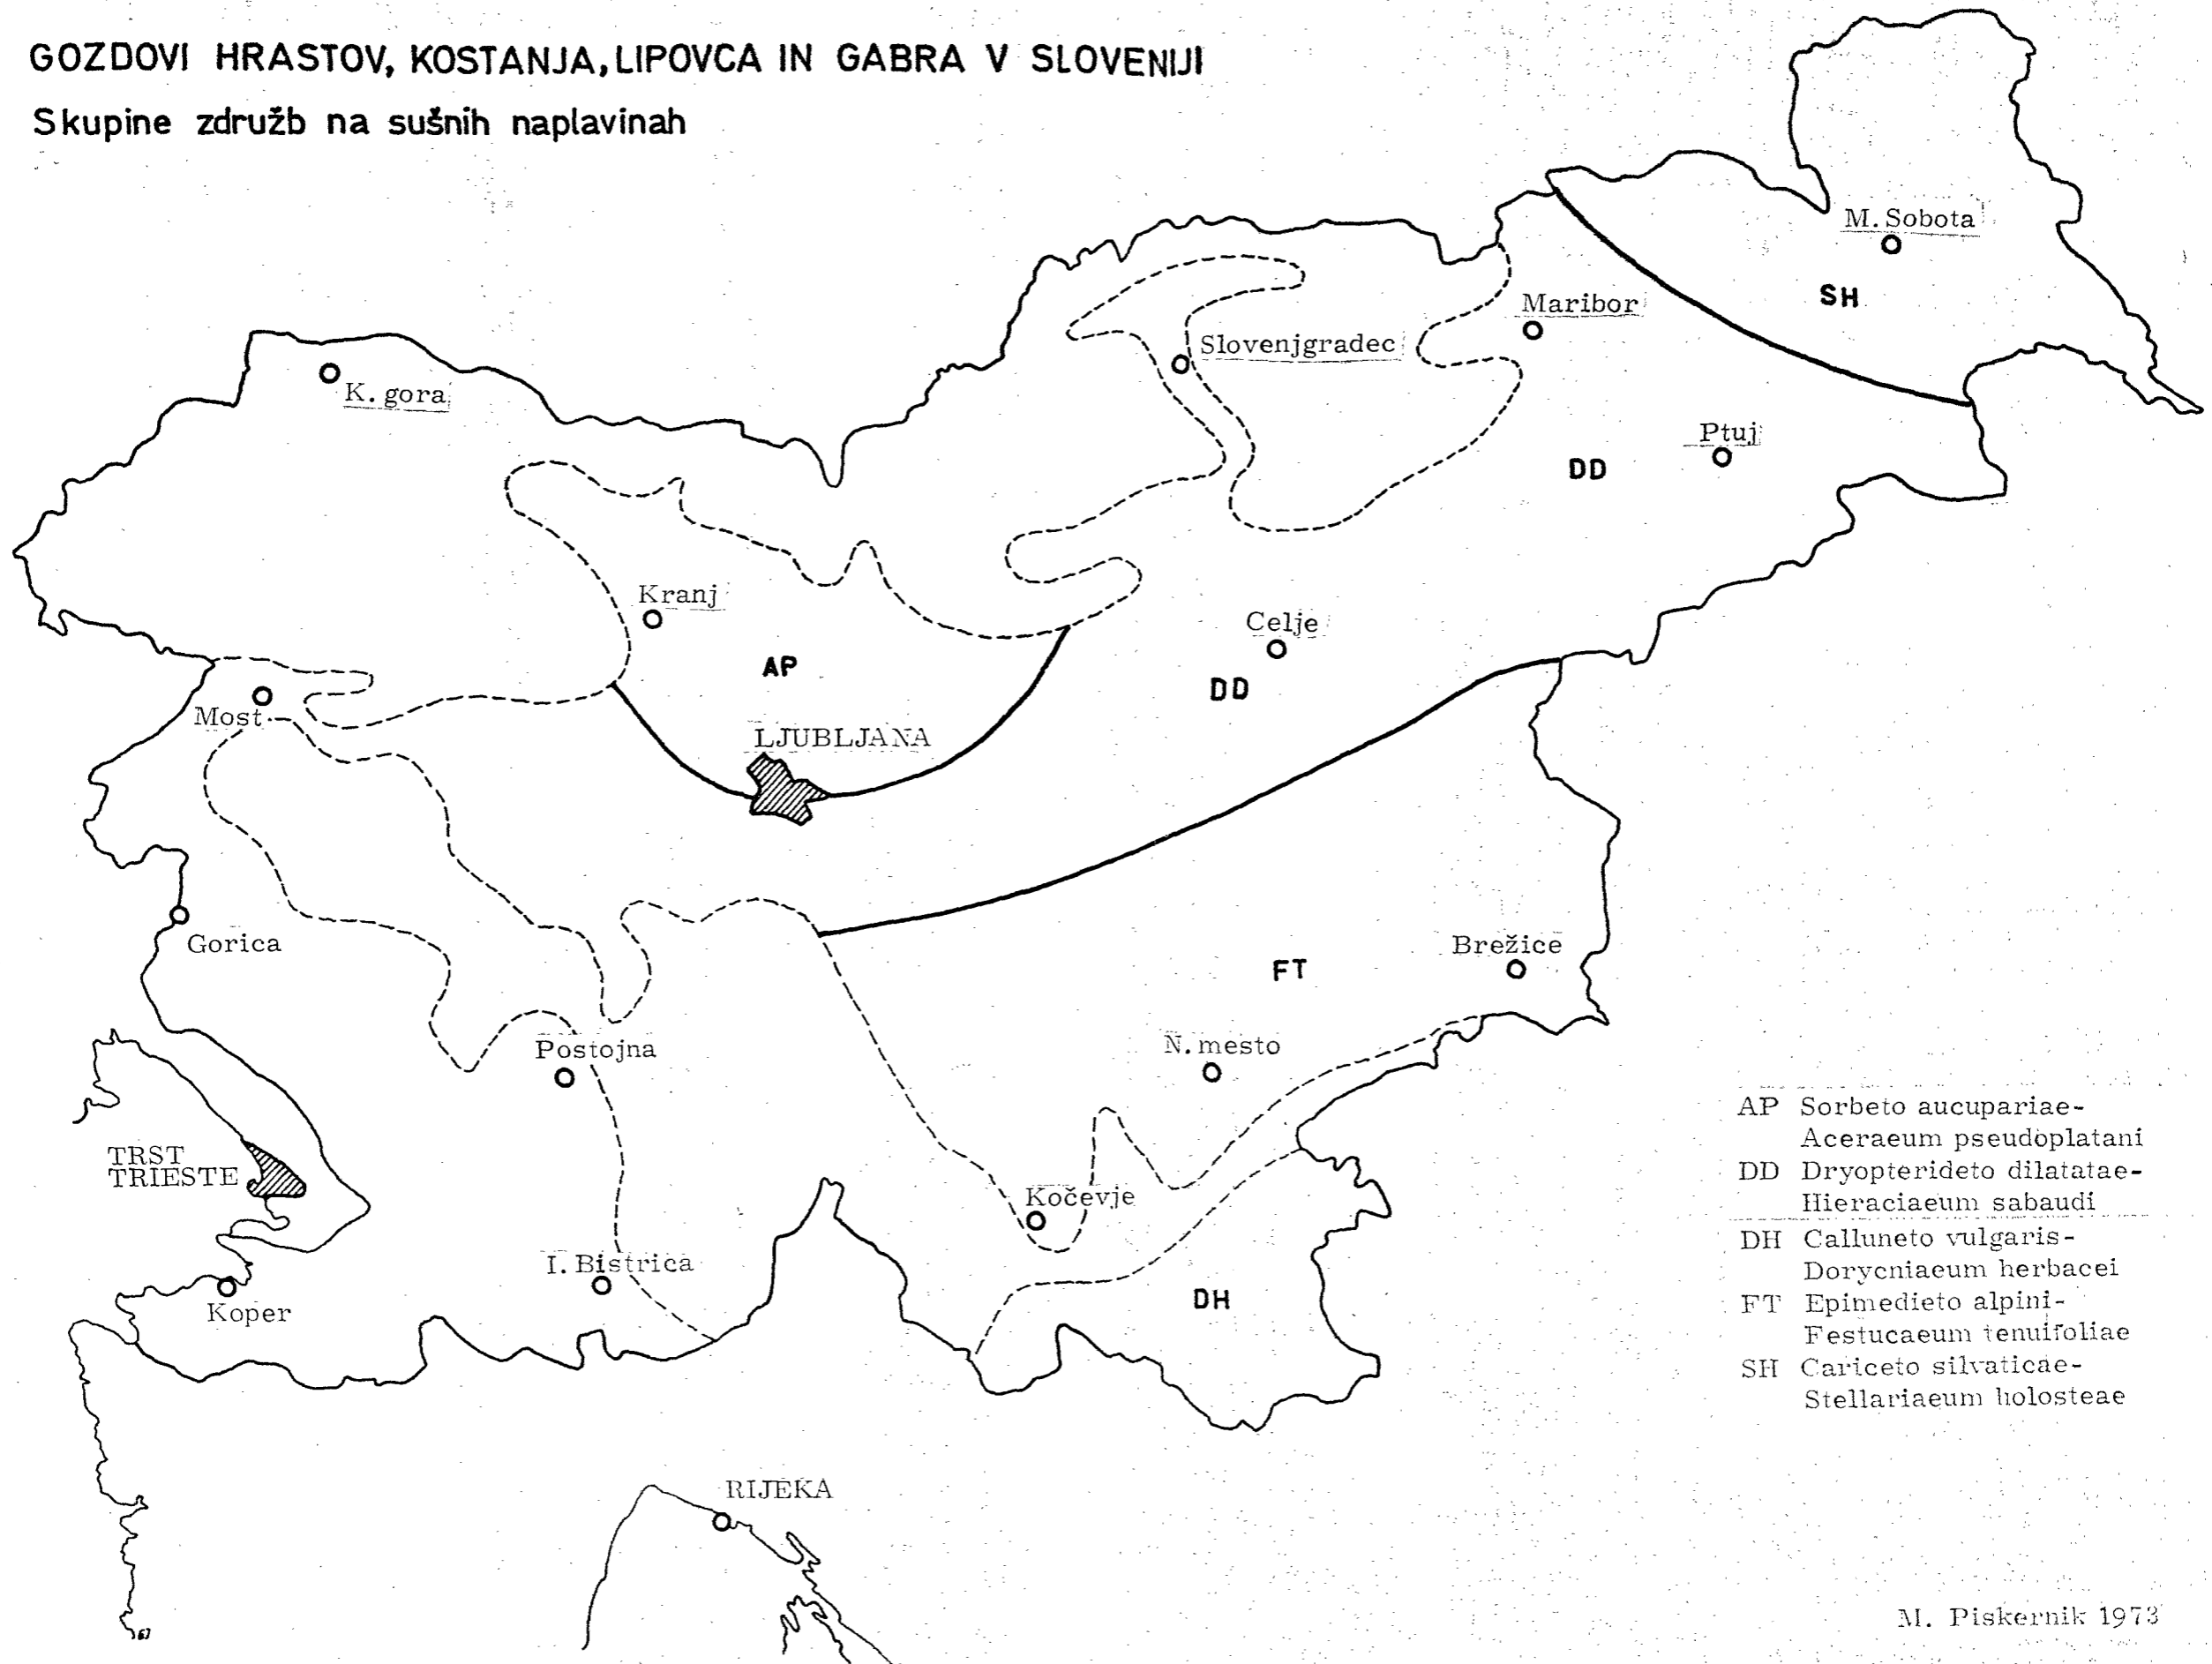 GOZDOVI HRASTOV, KOSTANJA, LIPOVCA IN GABRA V SLOVENIJI
Skupine združb na sušnih naplavinah
M. Sobota
SH
Maribor
Slovenjgradec
K. gora
Ptuj
DD
Kranj
Celje
AP
DD
Most
LJUBLJANA
Gorica
Brežice
FT
Postojna
N. mesto
TRST
TRIESTE
Kočevje
I. Bistrica
Koper
DH
AP Sorbeto aucupariae-
Aceraeum pseudoplatani
DD Dryopterideto dilatatae-
Hieraciaeum sabaudi
DH Calluneto vulgaris-
Dorycniaeum herbacei
FT Epimedieto alpini-
Festucaeum tenuifoliae
SH Cariceto silvaticae-
Stellariaeum holosteae
RIJEKA
M. Piskernik 1973